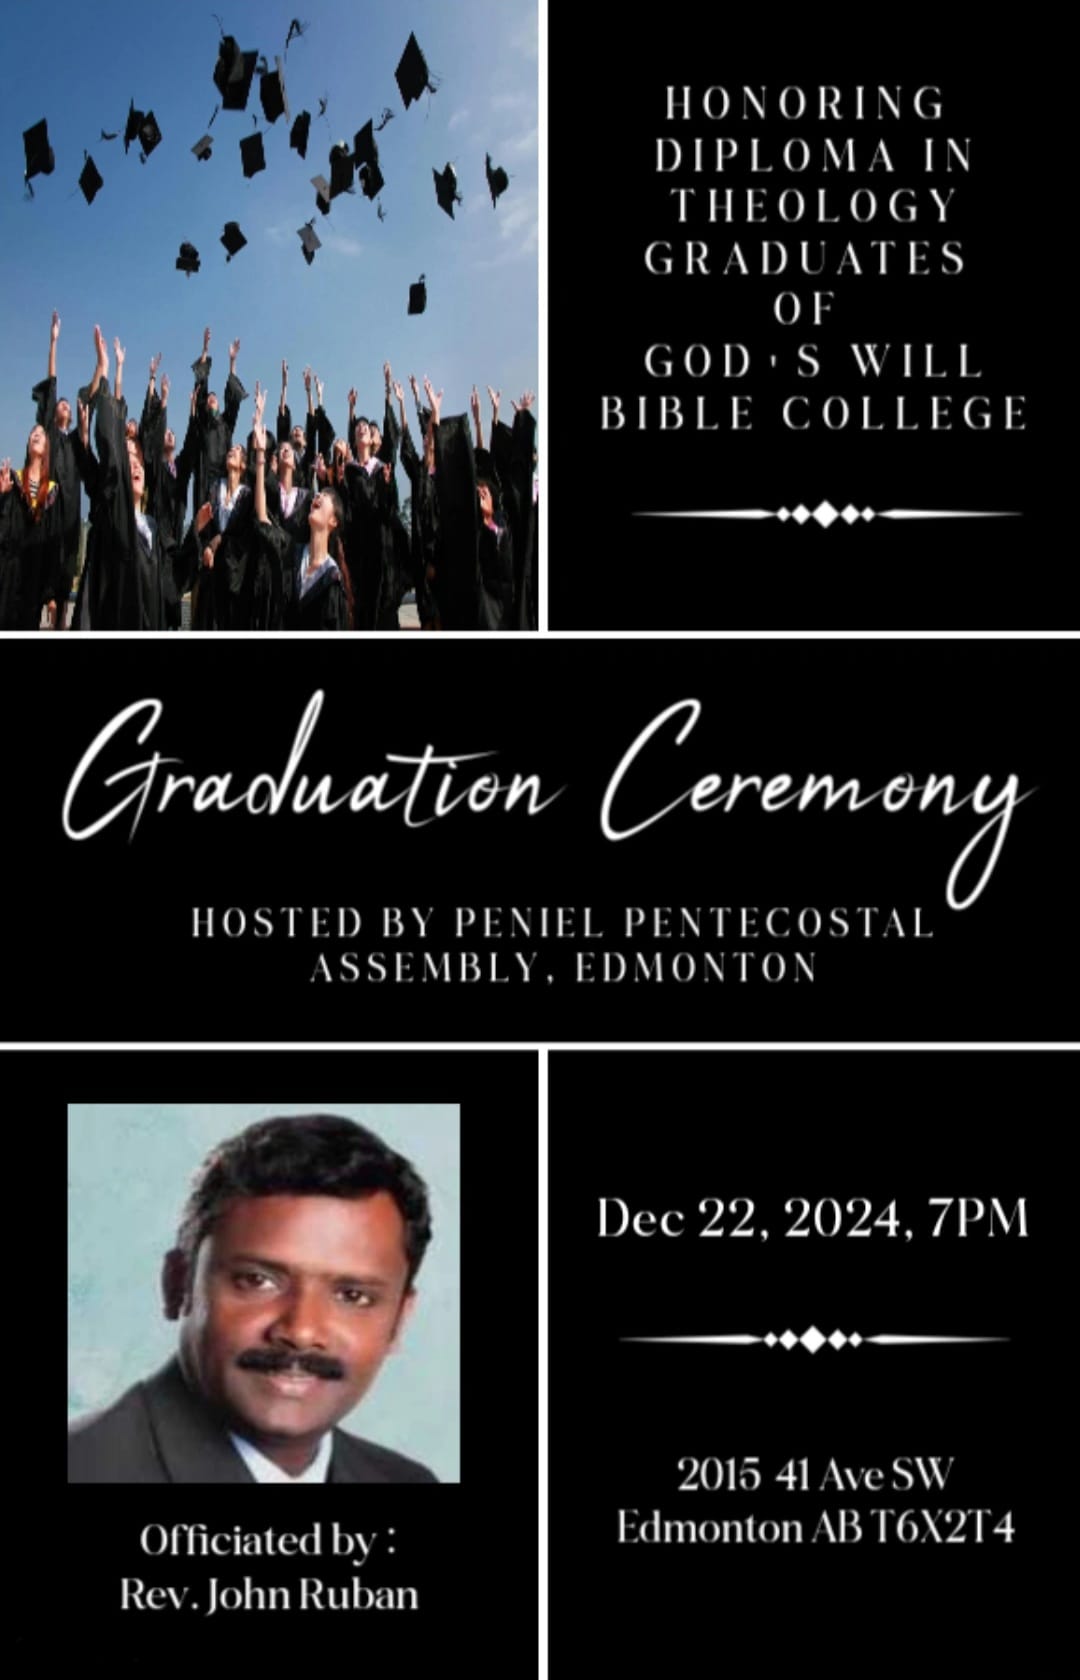 HONORING
DIPLOMA IN
THEOLOGY
GRADUATES
OF
GOD'S WILL
BIBLE COLLEGE
Graduation Ceremony
HOSTED BY PENIEL PENTECOSTAL
ASSEMBLY, EDMONTON
Officiated by :
Rev. John Ruban
Dec 22, 2024, 7PM
2015 41 Ave SW
Edmonton AB T6X2T4